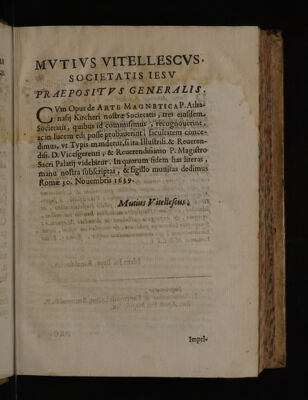 MVTIVS VITELLESCVS,
SOCIETATIS IESV
PRAEPOSITVS GENERALIS.
CVm Opus de ARTE MAGNETICA P. Atha-
nasij Kircheri nostræ Societatis, tres eiusdem
Societatis, quibus id commisimus, recognouerint,
ac in lucem edi posse probauerint; facultatem conce-
dimus, vt Typis mandetur, si ita Illustriss. & Reueren-
diss. D. Vicesgerenti, & Reuerendissimo P. Magistro
Sacri Palatij videbitur. In quorum fidem has literas,
manu nostra subscriptas, & sigillo munitas dedimus
Romæ 30. Nouembris 1639.
Mutius Vitellescus.
Impri-